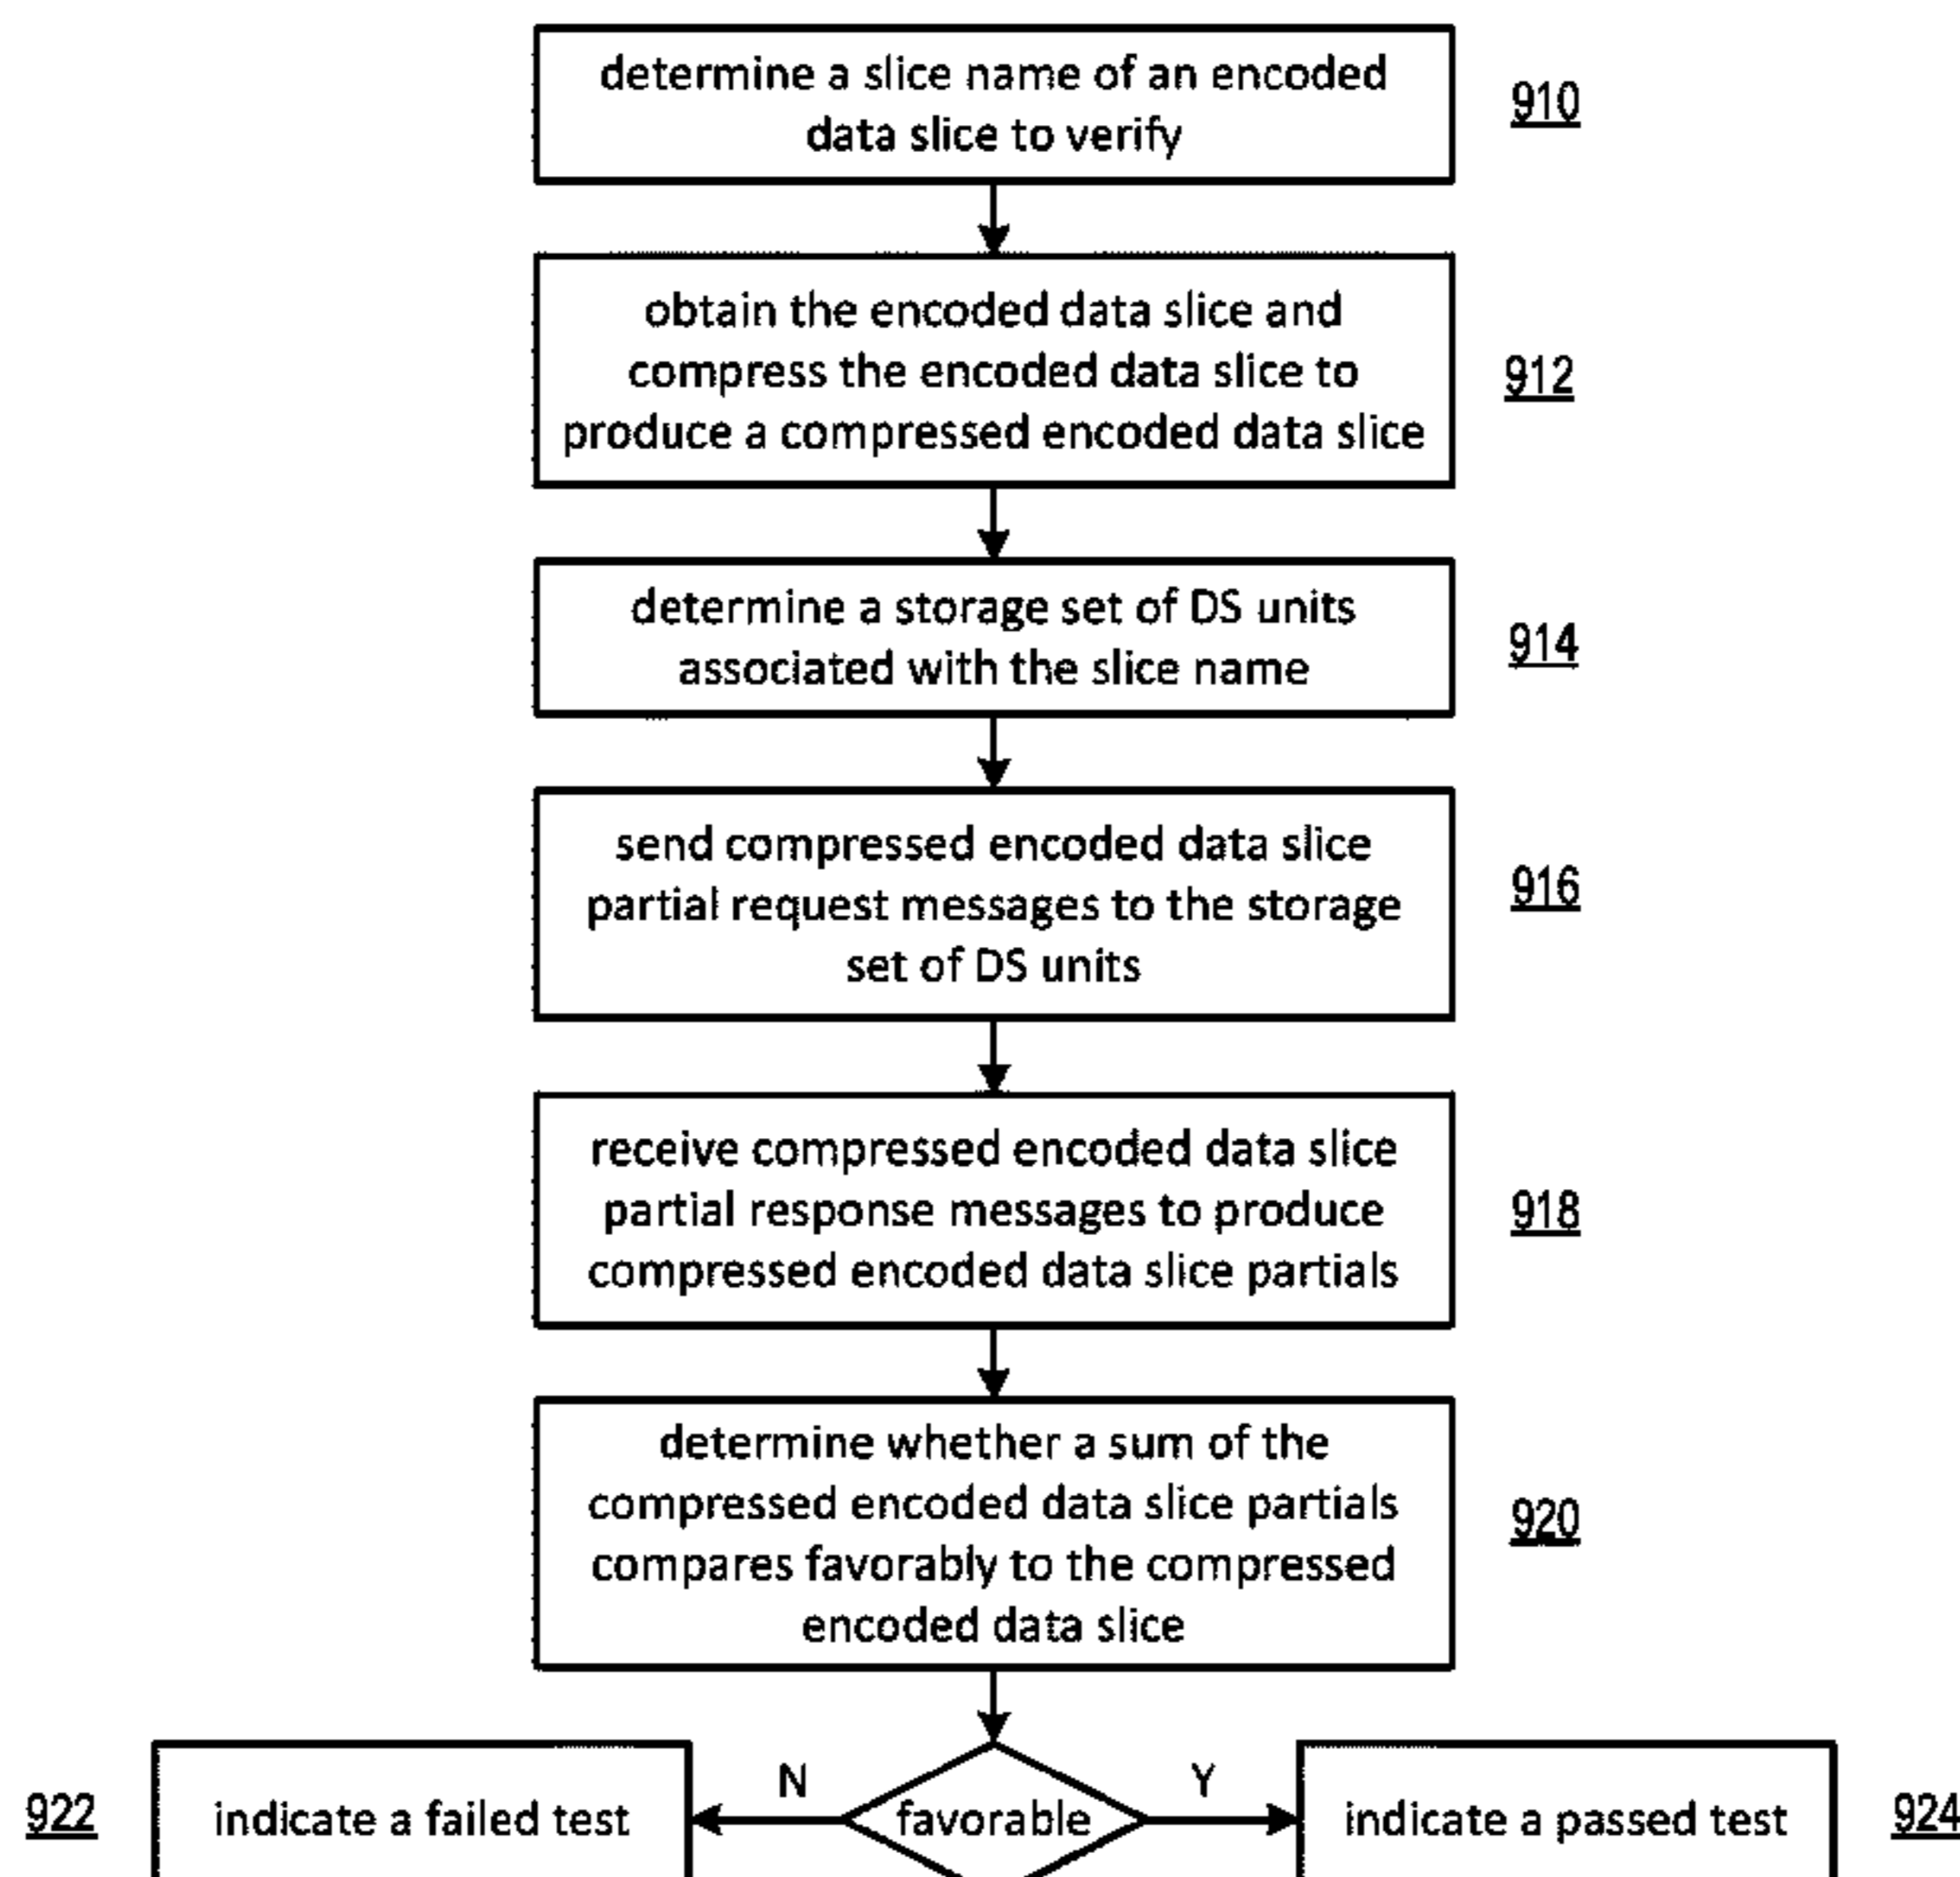 determine a slice name of an encoded
data slice to verify
910
obtain the encoded data slice and
compress the encoded data slice to
produce a compressed encoded data slice
912
determine a storage set of DS units
associated with the slice name
914
send compressed encoded data slice
partial request messages to the storage
set of DS units
916
receive compressed encoded data slice
partial response messages to produce
compressed encoded data slice partials
918
determine whether a sum of the
compressed encoded data slice partials
compares favorably to the compressed
encoded data slice
920
922
indicate a failed test
N
favorable
Y
indicate a passed test
924